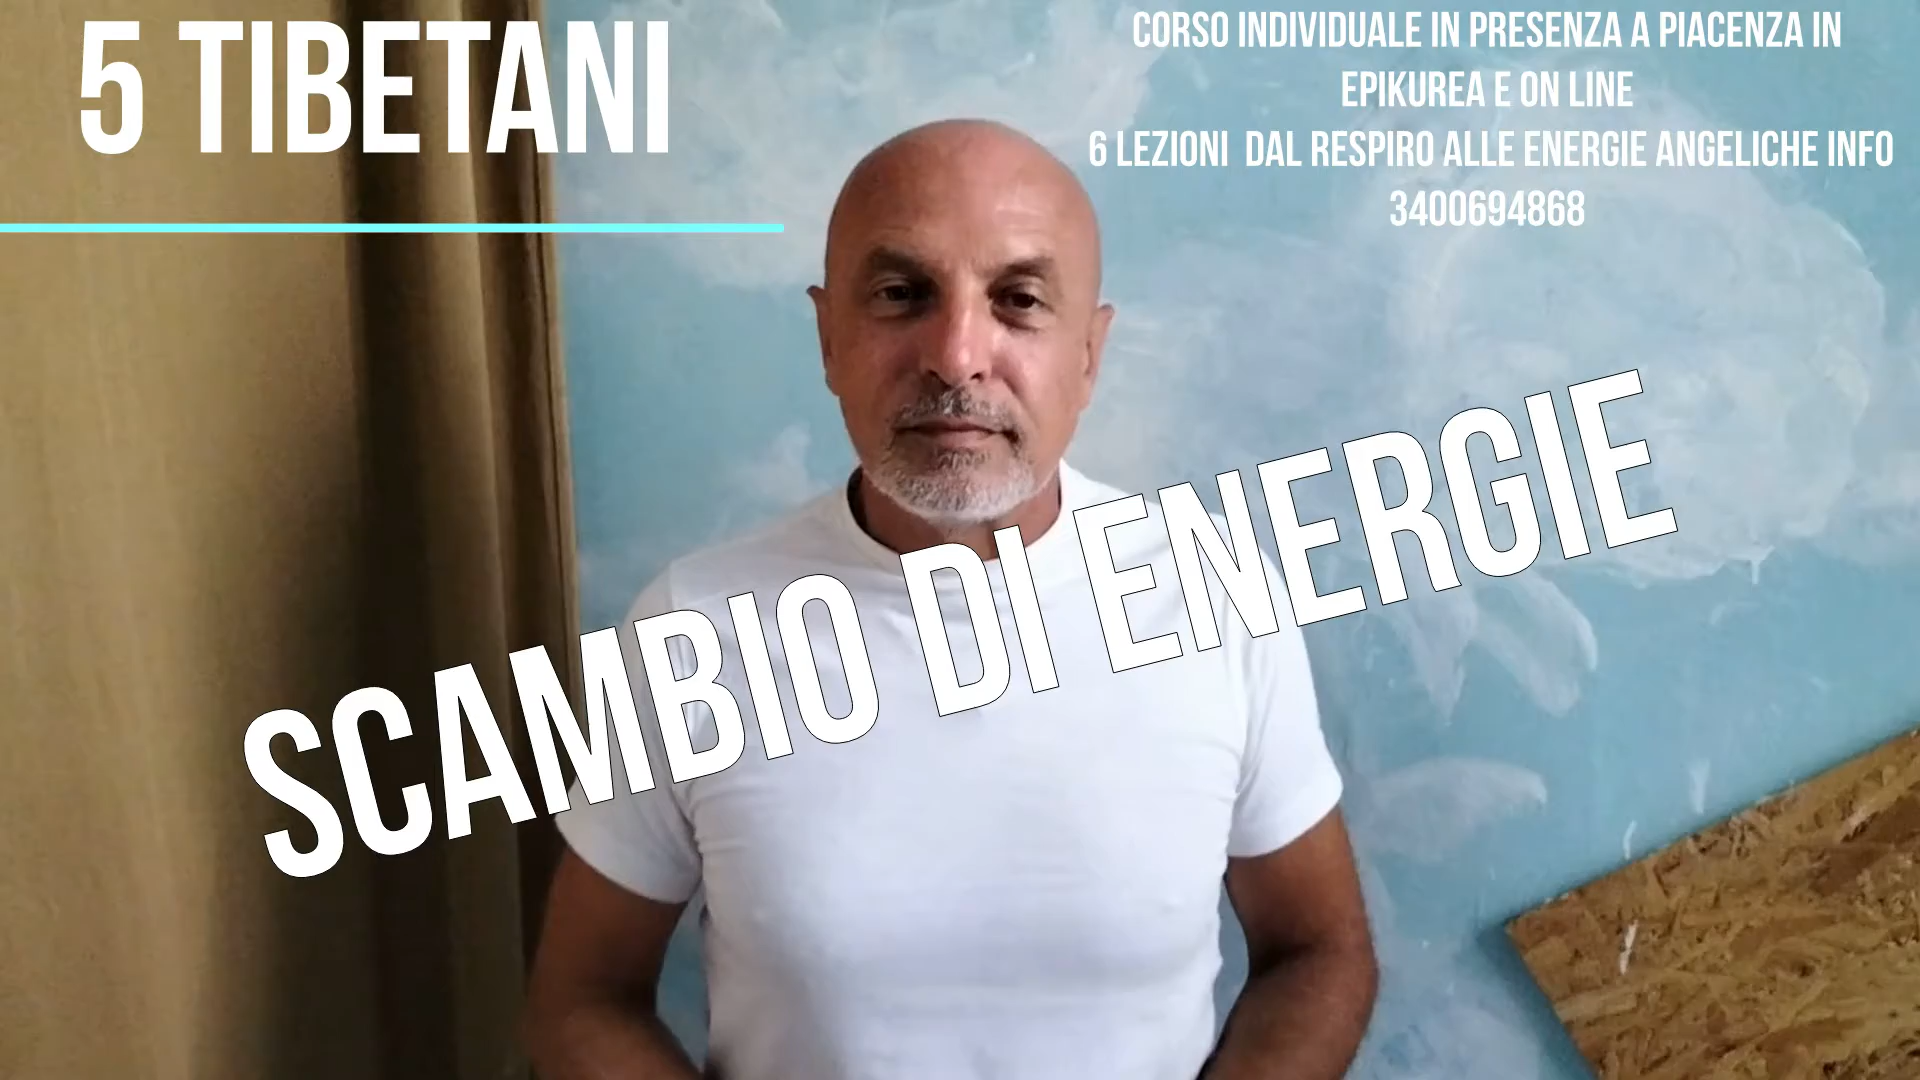 5 TIBETANI
CORSO INDIVIDUALE IN PRESENZA A PIACENZA IN
EPIKUREA E ON LINE
6 LEZIONI DAL RESPIRO ALLE ENERGIE ANGELICHE INFO
3400694868
SCAMBIO DI ENERGIE